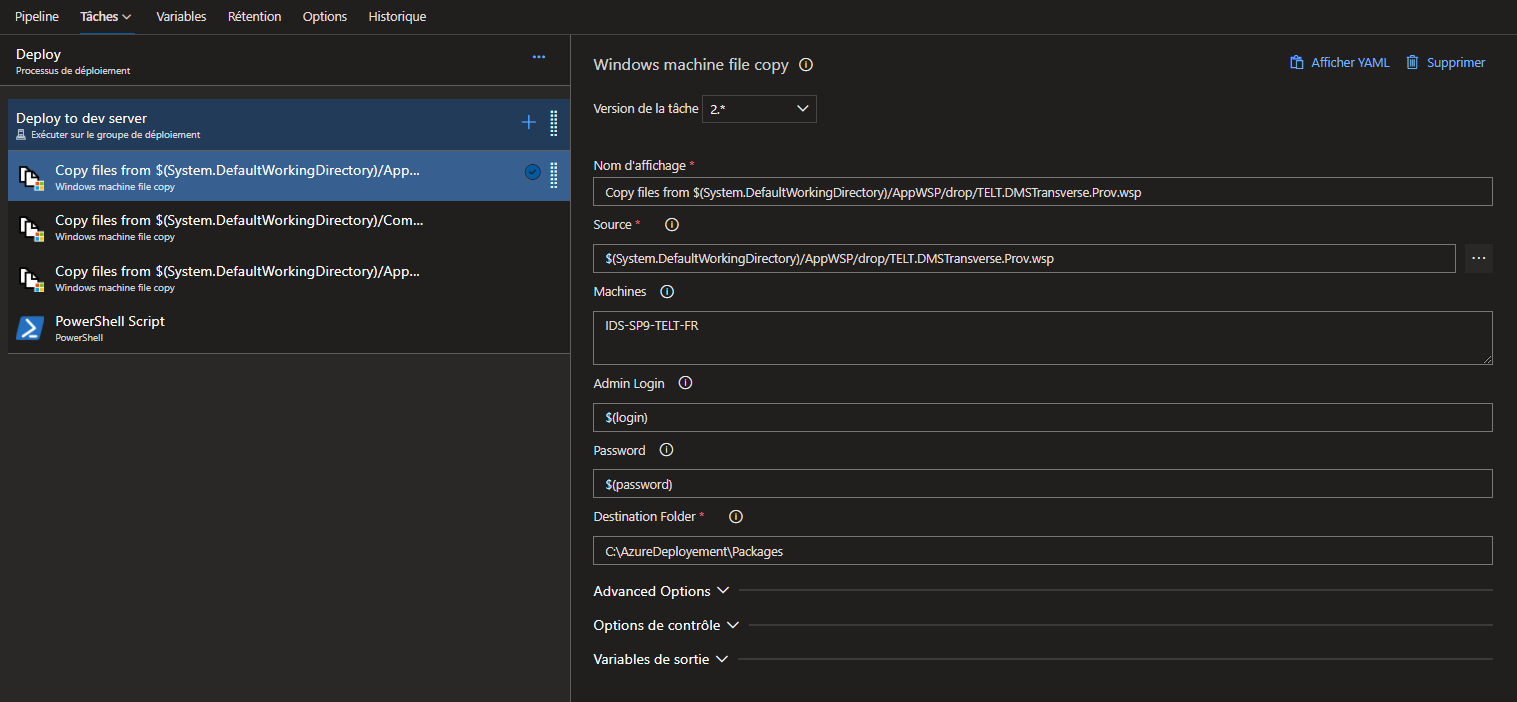 Pipeline Tâches Variables Rétention Options Historique
Deploy
Processus de déploiement
Deploy to dev server
Exécuter sur le groupe de déploiement
Copy files from $(System.DefaultWorkingDirectory)/App...
Windows machine file copy
Copy files from $(System.DefaultWorkingDirectory)/Com...
Windows machine file copy
Copy files from $(System.DefaultWorkingDirectory)/App...
Windows machine file copy
PowerShell Script
PowerShell
Windows machine file copy
Afficher YAML Supprimer
Version de la tâche 2.*
Nom d'affichage *
Copy files from $(System.DefaultWorkingDirectory)/AppWSP/drop/TELT.DMSTransverse.Prov.wsp
Source *
$(System.DefaultWorkingDirectory)/AppWSP/drop/TELT.DMSTransverse.Prov.wsp
Machines
IDS-SP9-TELT-FR
Admin Login
$(login)
Password
$(password)
Destination Folder *
C:\AzureDeployement\Packages
Advanced Options
Options de contrôle
Variables de sortie